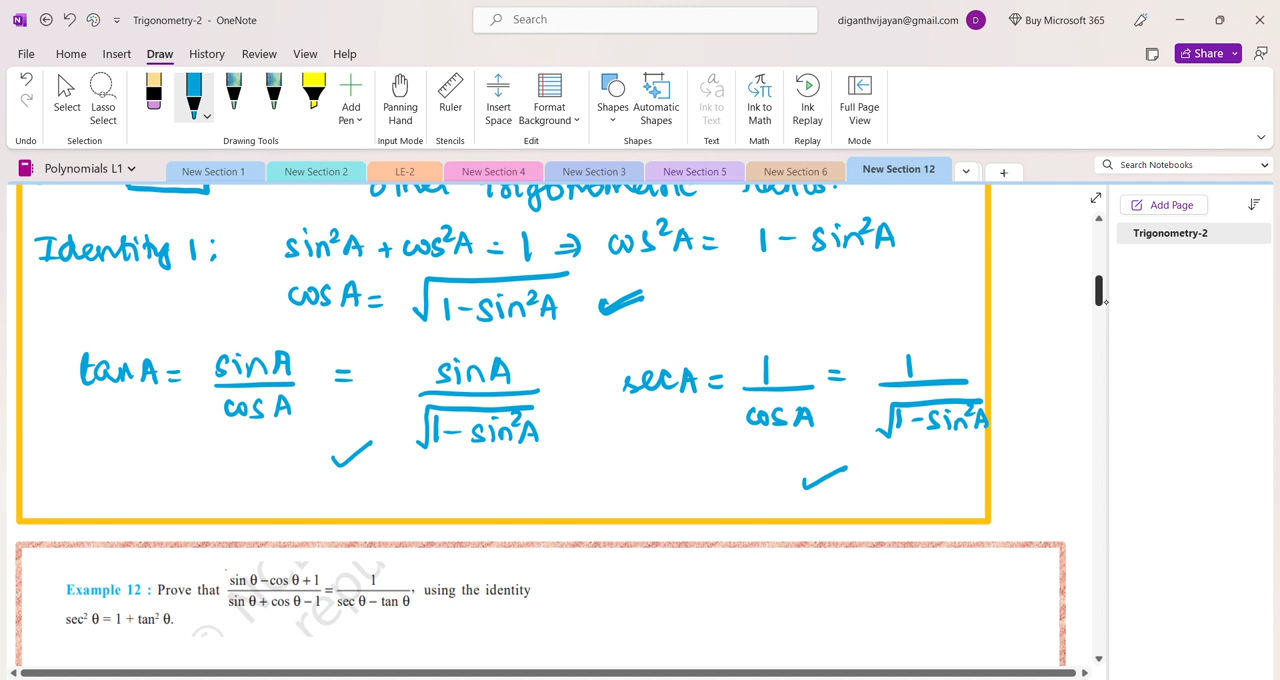 Trigonometry-2 - OneNote
Search
diganthvijayan@gmail.com D Buy Microsoft 365
File Home Insert Draw History Review View Help Share
Select Lasso Select Add Pen Panning Hand Ruler Insert Space Format Background Shapes Automatic Shapes Ink to Text Ink to Math Ink Replay Full Page View
Undo Selection Drawing Tools Input Mode Stencils Edit Shapes Text Math Replay Mode
Polynomials L1 New Section 1 New Section 2 LE-2 New Section 4 New Section 3 New Section 5 New Section 6 New Section 12 + Search Notebooks
Add Page
Trigonometry-2
other trigonometric ratios.
Identity 1; sin²A + cos²A = 1 ⇒ cos²A = 1 - sin²A
cos A = √(1-sin²A) ✓
tan A = sin A / cos A = sin A / √(1-sin²A) sec A = 1 / cos A = 1 / √(1-sin²A)
✓ ✓
Example 12 : Prove that (sin θ − cos θ + 1) / (sin θ + cos θ − 1) = 1 / (sec θ − tan θ), using the identity
sec² θ = 1 + tan² θ.